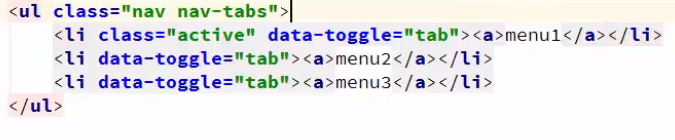 <ul class="nav nav-tabs">
<li class="active" data-toggle="tab"><a>menu1</a></li>
<li data-toggle="tab"><a>menu2</a></li>
<li data-toggle="tab"><a>menu3</a></li>
</ul>